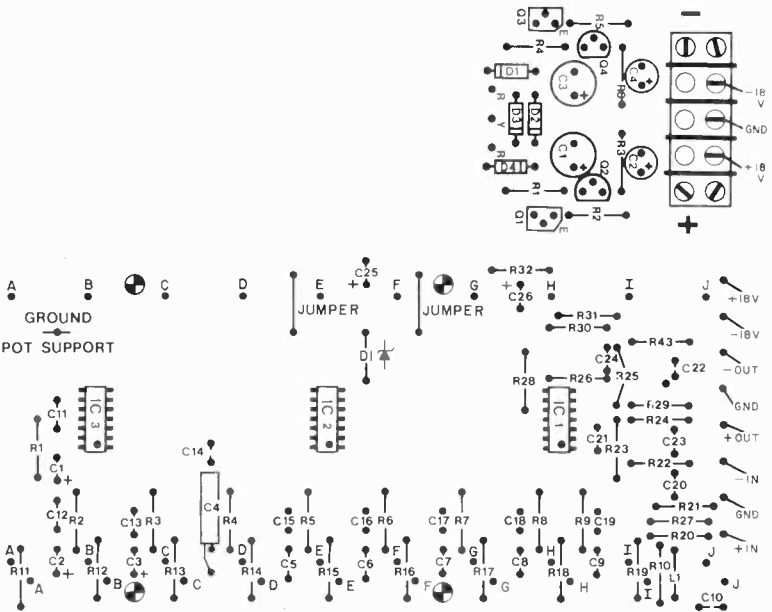 Q3
E
R5
R4
Q4
D1
C3
+
R6
C4
+
R
Y
D3
D2
R
C1
+
R3
C2
+
D4
Q2
R1
Q1
E
R2
−
−18 V
GND
+18 V
+
A
B
C
D
E
F
G
H
I
J
GROUND
POT SUPPORT
JUMPER
+
C25
JUMPER
R32
+
C26
+18V
R31
R30
−18V
D1
C24
R43
R28
R26
R25
C22
−OUT
C11
IC 3
IC 2
IC 1
R29
GND
R1
R24
C14
C21
R23
C23
+OUT
C1
+
R22
−IN
C4
C20
C12
R2
C13
R3
R4
C15
R5
C16
R6
C17
R7
C18
R8
R9
C19
R21
GND
R27
R20
+IN
A
R11
A
C2
+
B
R12
B
C3
+
C
R13
C
D
R14
D
C5
E
R15
E
C6
F
R16
F
C7
G
R17
G
C8
H
R18
H
C9
I
R19
I
R10
L1
J
J
C10